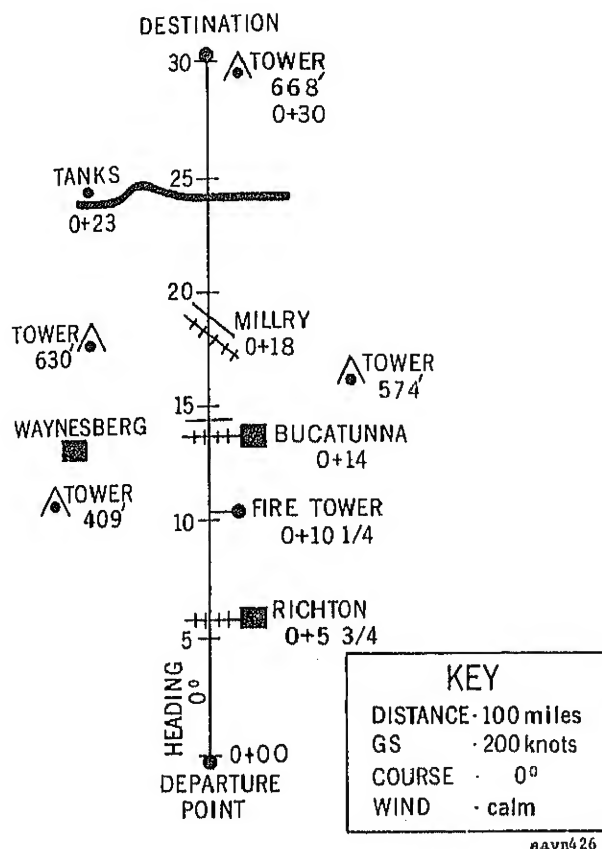 DESTINATION
30
TOWER
668'
0+30
TANKS
25
0+23
20
MILLRY
0+18
TOWER
630'
TOWER
574'
15
WAYNESBERG
BUCATUNNA
0+14
TOWER
409'
10
FIRE TOWER
0+10 1/4
RICHTON
0+5 3/4
5
HEADING
0°
0+00
DEPARTURE
POINT
KEY
DISTANCE · 100 miles
GS · 200 knots
COURSE · 0°
WIND · calm
aavn426